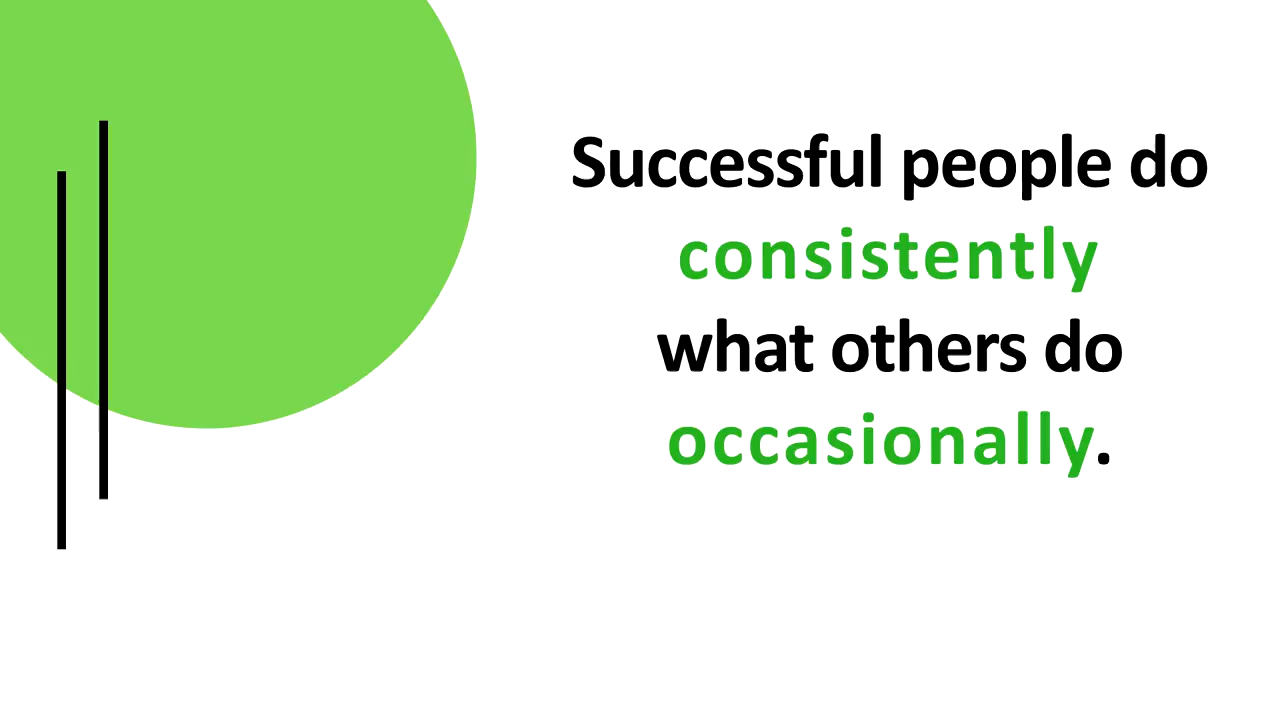 Successful people do
consistently
what others do
occasionally.